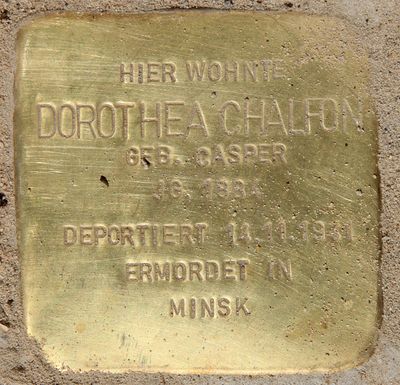 HIER WOHNTE
DOROTHEA CHALFON
GEB. CASPER
JG. 1884
DEPORTIERT 14.11.1941
ERMORDET IN
MINSK